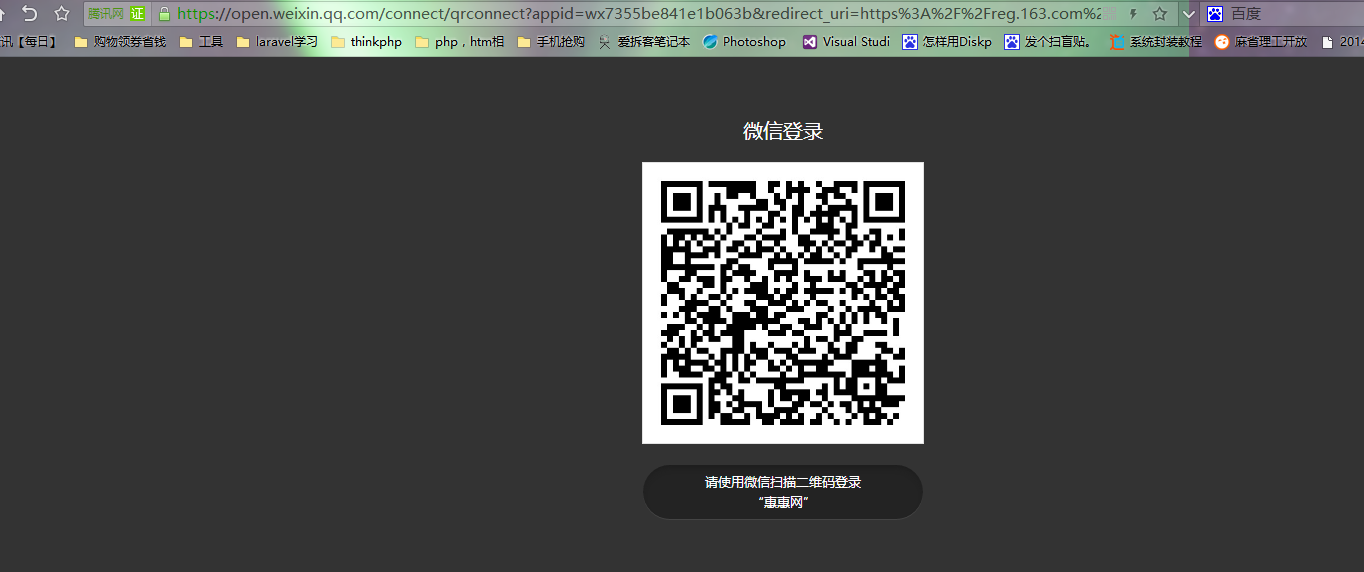 腾讯网 证 https://open.weixin.qq.com/connect/qrconnect?appid=wx7355be841e1b063b&redirect_uri=https%3A%2F%2Freg.163.com%2 百度
讯【每日】 购物领券省钱 工具 laravel学习 thinkphp php，htm相 手机抢购 爱拆客笔记本 Photoshop Visual Studi 怎样用Diskp 发个扫盲贴。 系统封装教程 麻省理工开放 2014
微信登录
请使用微信扫描二维码登录
“惠惠网”